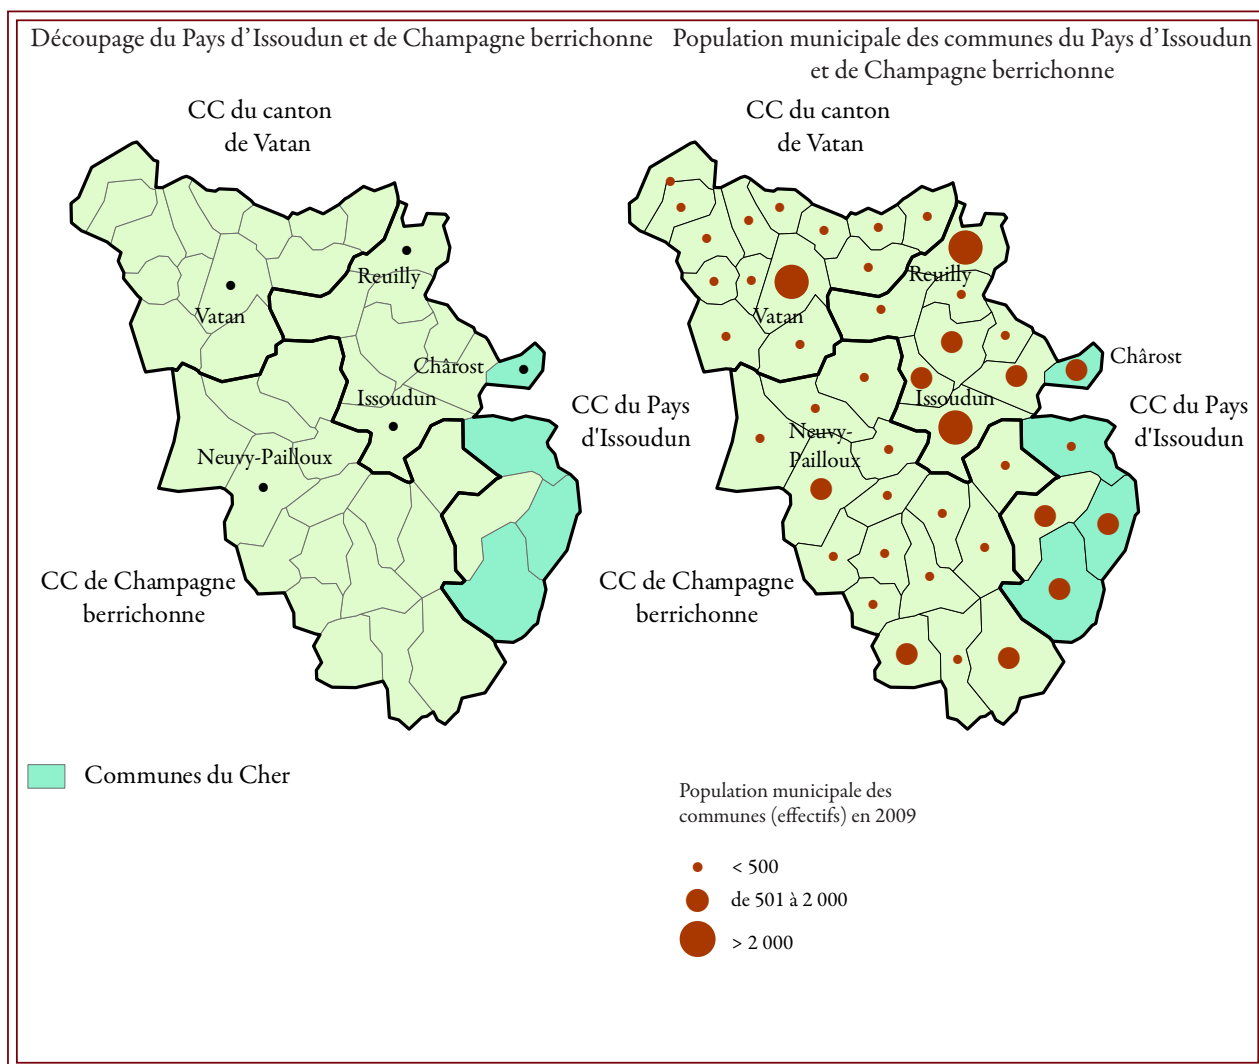 Découpage du Pays d’Issoudun et de Champagne berrichonne
CC du canton
de Vatan
Reuilly
Vatan
Chârost
Issoudun
CC du Pays
d'Issoudun
Neuvy-Pailloux
CC de Champagne
berrichonne
Communes du Cher
Population municipale des communes du Pays d’Issoudun
et de Champagne berrichonne
CC du canton
de Vatan
Reuilly
Vatan
Chârost
Issoudun
CC du Pays
d'Issoudun
Neuvy-
Pailloux
CC de Champagne
berrichonne
Population municipale des
communes (effectifs) en 2009
< 500
de 501 à 2 000
> 2 000